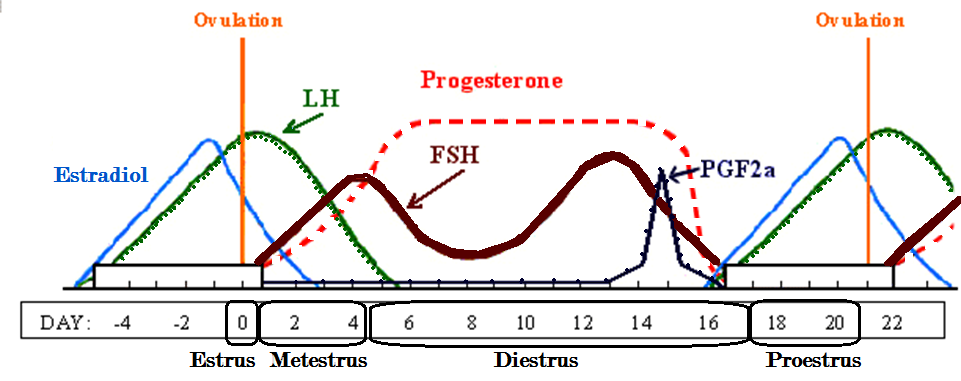 Ovulation Ovulation
Progesterone
LH
FSH
PGF2a
Estradiol
DAY: -4 -2 0 2 4 6 8 10 12 14 16 18 20 22
Estrus Metestrus Diestrus Proestrus